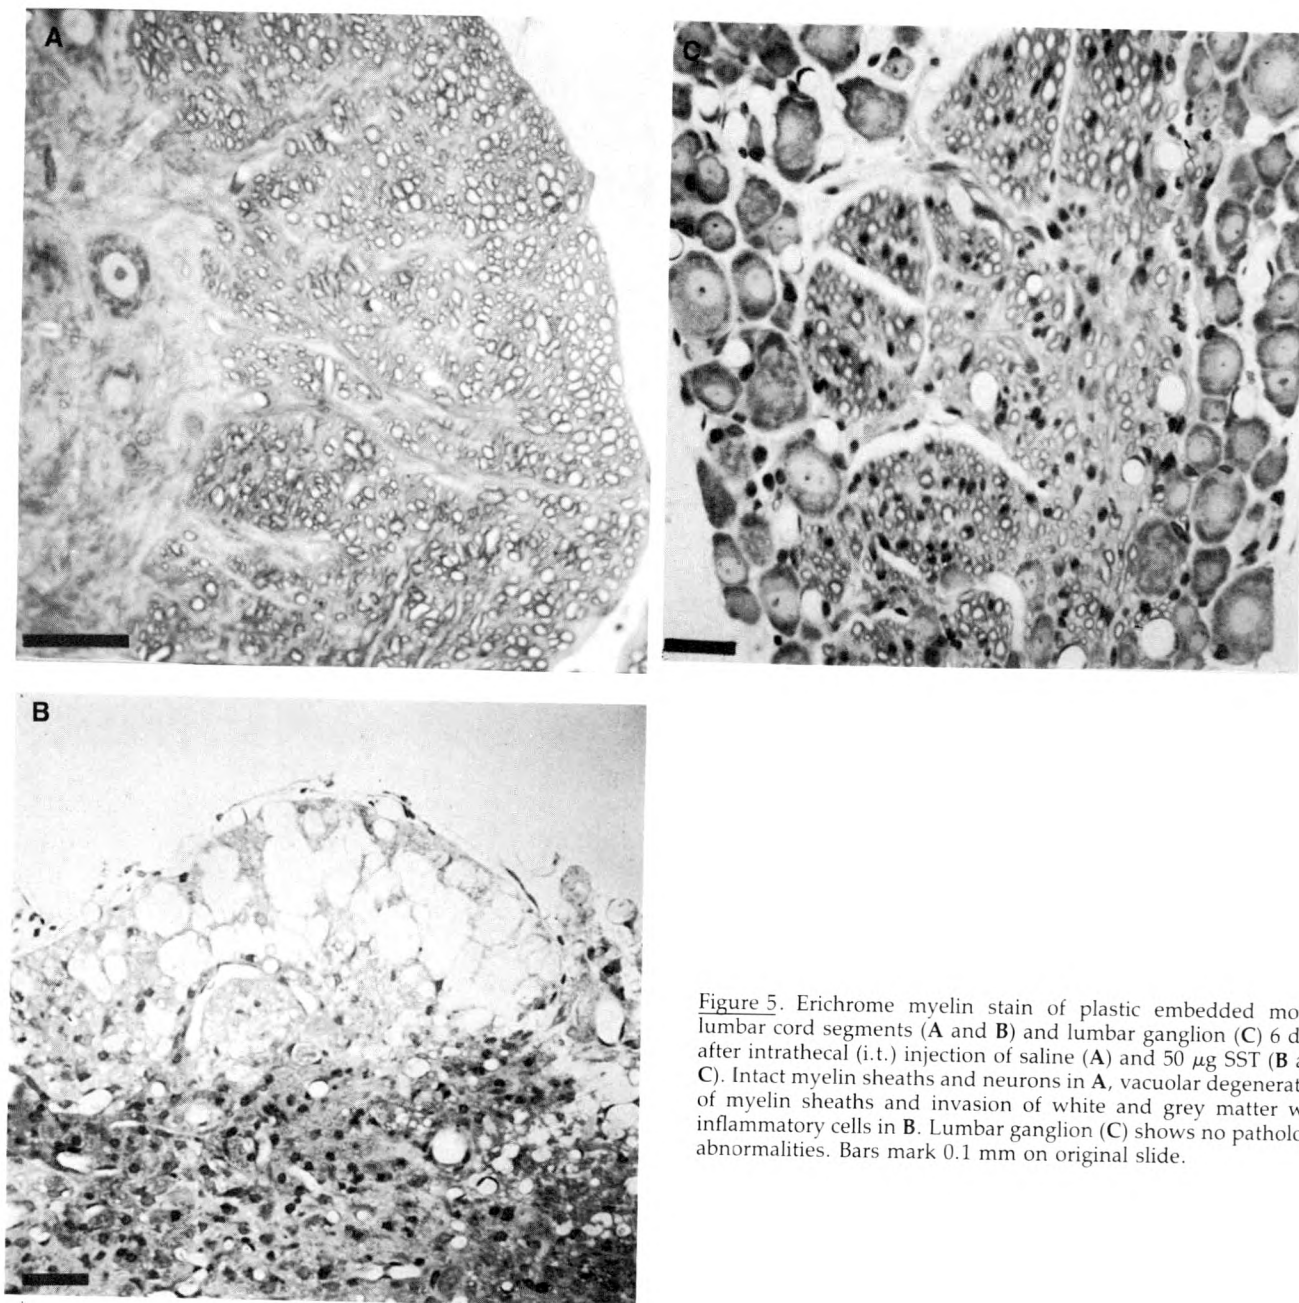 A
C
B
Figure 5. Erichrome myelin stain of plastic embedded mo
lumbar cord segments (A and B) and lumbar ganglion (C) 6 d
after intrathecal (i.t.) injection of saline (A) and 50 μg SST (B a
C). Intact myelin sheaths and neurons in A, vacuolar degenerat
of myelin sheaths and invasion of white and grey matter w
inflammatory cells in B. Lumbar ganglion (C) shows no patholo
abnormalities. Bars mark 0.1 mm on original slide.